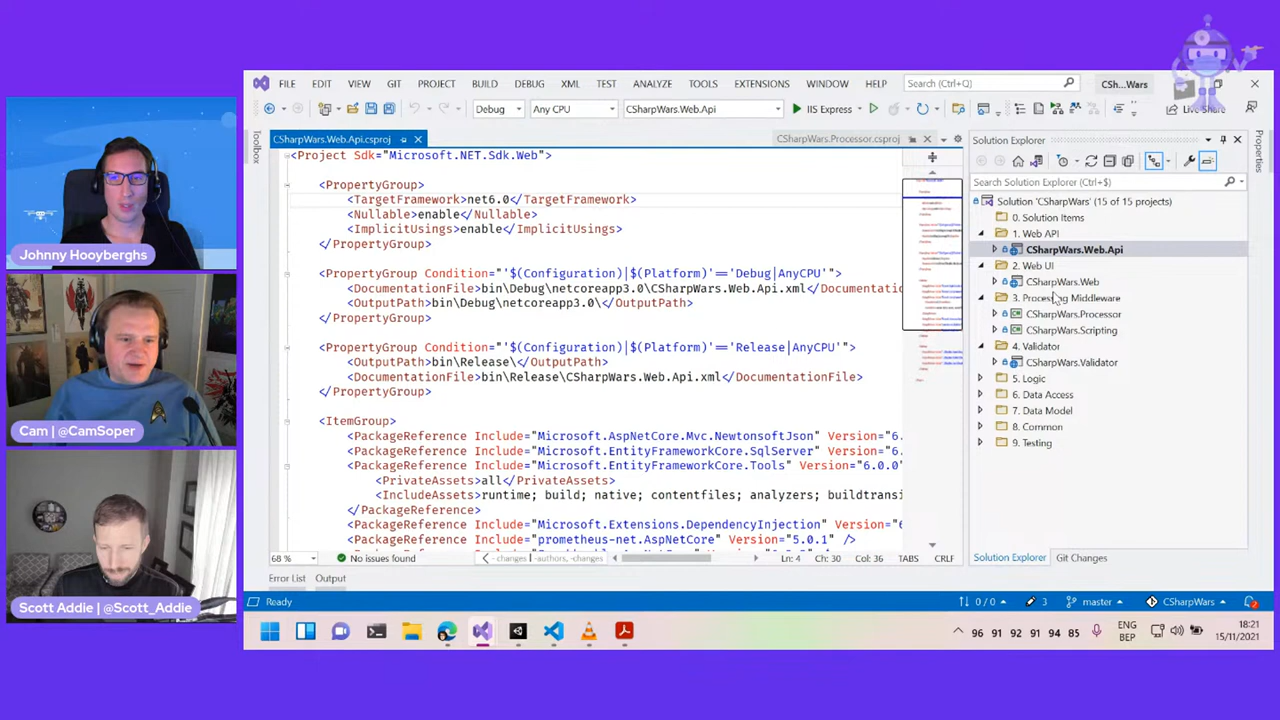 Johnny Hooyberghs
Cam | @CamSoper
Scott Addie | @Scott_Addie
FILE EDIT VIEW GIT PROJECT BUILD DEBUG XML TEST ANALYZE TOOLS EXTENSIONS WINDOW HELP Search (Ctrl+Q) CSh...Wars
Debug Any CPU CSharpWars.Web.Api IIS Express Live Share
Toolbox
CSharpWars.Web.Api.csproj CSharpWars.Processor.csproj
<Project Sdk="Microsoft.NET.Sdk.Web">
<PropertyGroup>
<TargetFramework>net6.0</TargetFramework>
<Nullable>enable</Nullable>
<ImplicitUsings>enable</ImplicitUsings>
</PropertyGroup>
<PropertyGroup Condition="'$(Configuration)|$(Platform)'=='Debug|AnyCPU'">
<DocumentationFile>bin\Debug\netcoreapp3.0\CSharpWars.Web.Api.xml</Documentatio
<OutputPath>bin\Debug\netcoreapp3.0\</OutputPath>
</PropertyGroup>
<PropertyGroup Condition="'$(Configuration)|$(Platform)'=='Release|AnyCPU'">
<OutputPath>bin\Release\</OutputPath>
<DocumentationFile>bin\Release\CSharpWars.Web.Api.xml</DocumentationFile>
</PropertyGroup>
<ItemGroup>
<PackageReference Include="Microsoft.AspNetCore.Mvc.NewtonsoftJson" Version="6.
<PackageReference Include="Microsoft.EntityFrameworkCore.SqlServer" Version="6.
<PackageReference Include="Microsoft.EntityFrameworkCore.Tools" Version="6.0.0"
<PrivateAssets>all</PrivateAssets>
<IncludeAssets>runtime; build; native; contentfiles; analyzers; buildtransi
</PackageReference>
<PackageReference Include="Microsoft.Extensions.DependencyInjection" Version="6
<PackageReference Include="prometheus-net.AspNetCore" Version="5.0.1" />
68 % No issues found - changes | -authors, -changes Ln: 4 Ch: 30 Col: 36 TABS CRLF
Error List Output
Solution Explorer
Search Solution Explorer (Ctrl+$)
Solution 'CSharpWars' (15 of 15 projects)
0. Solution Items
1. Web API
CSharpWars.Web.Api
2. Web UI
CSharpWars.Web
3. Processing Middleware
CSharpWars.Processor
CSharpWars.Scripting
4. Validator
CSharpWars.Validator
5. Logic
6. Data Access
7. Data Model
8. Common
9. Testing
Solution Explorer Git Changes
Properties
Ready 0 / 0 3 master CSharpWars
96 91 92 91 94 85 ENG BEP 18:21 15/11/2021